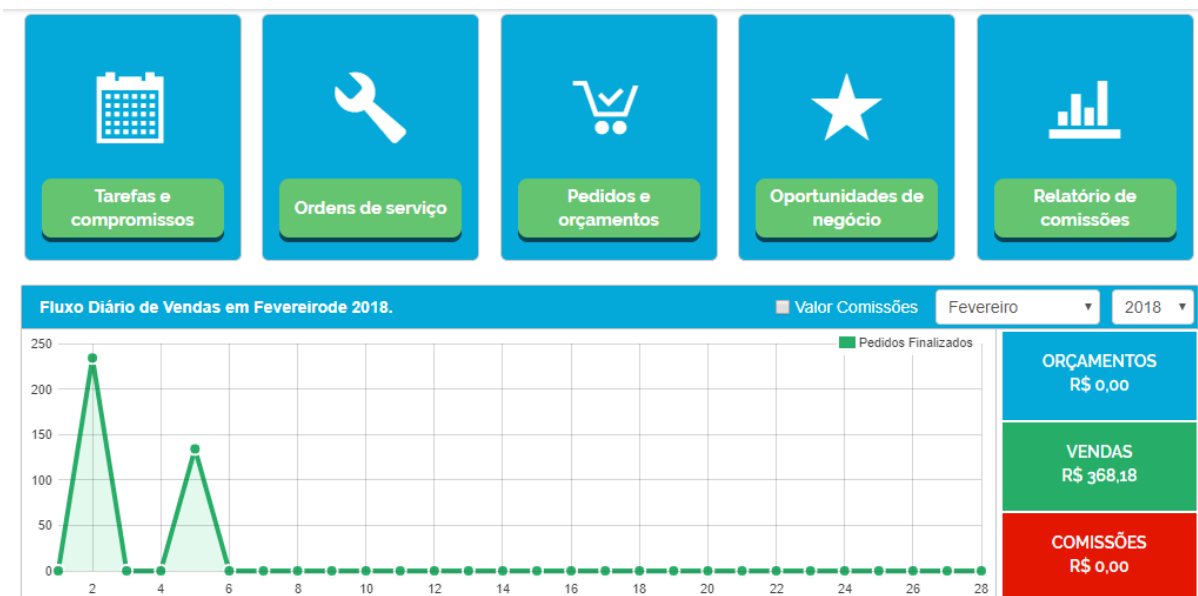 Tarefas e
compromissos
Ordens de serviço
Pedidos e
orçamentos
Oportunidades de
negócio
Relatório de
comissões
Fluxo Diário de Vendas em Fevereirode 2018.
Valor Comissões
Fevereiro
2018
Pedidos Finalizados
250
200
150
100
50
0
2 4 6 8 10 12 14 16 18 20 22 24 26 28
ORÇAMENTOS
R$ 0,00
VENDAS
R$ 368,18
COMISSÕES
R$ 0,00